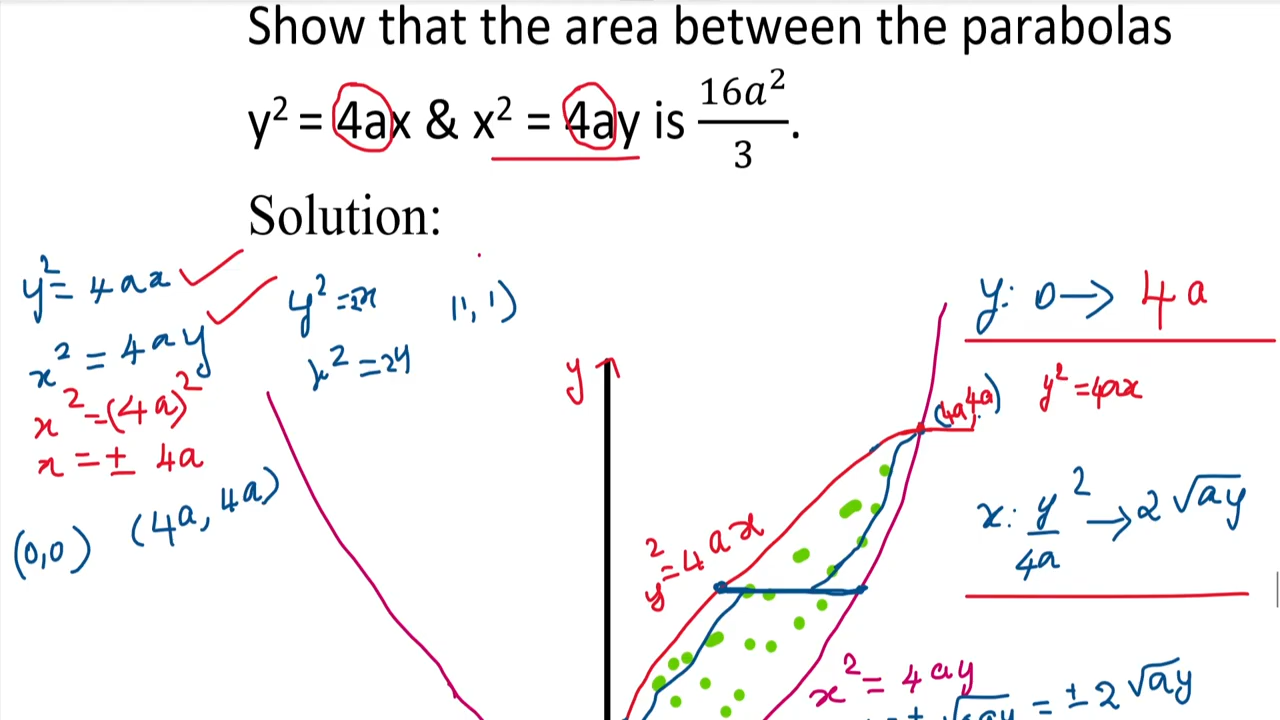 Show that the area between the parabolas
y² = 4ax & x² = 4ay is 16a²/3.
Solution:
y² = 4ax
x² = 4ay
x² = (4a)²
x = ± 4a
(0,0) (4a, 4a)
y² = x
x² = 2y
(1, 1)
y
y² = 4ax
(4a, 4a)
y: 0 → 4a
y² = 4ax
x: y²/4a → 2√ay
x² = 4ay
± √ay = ± 2√ay